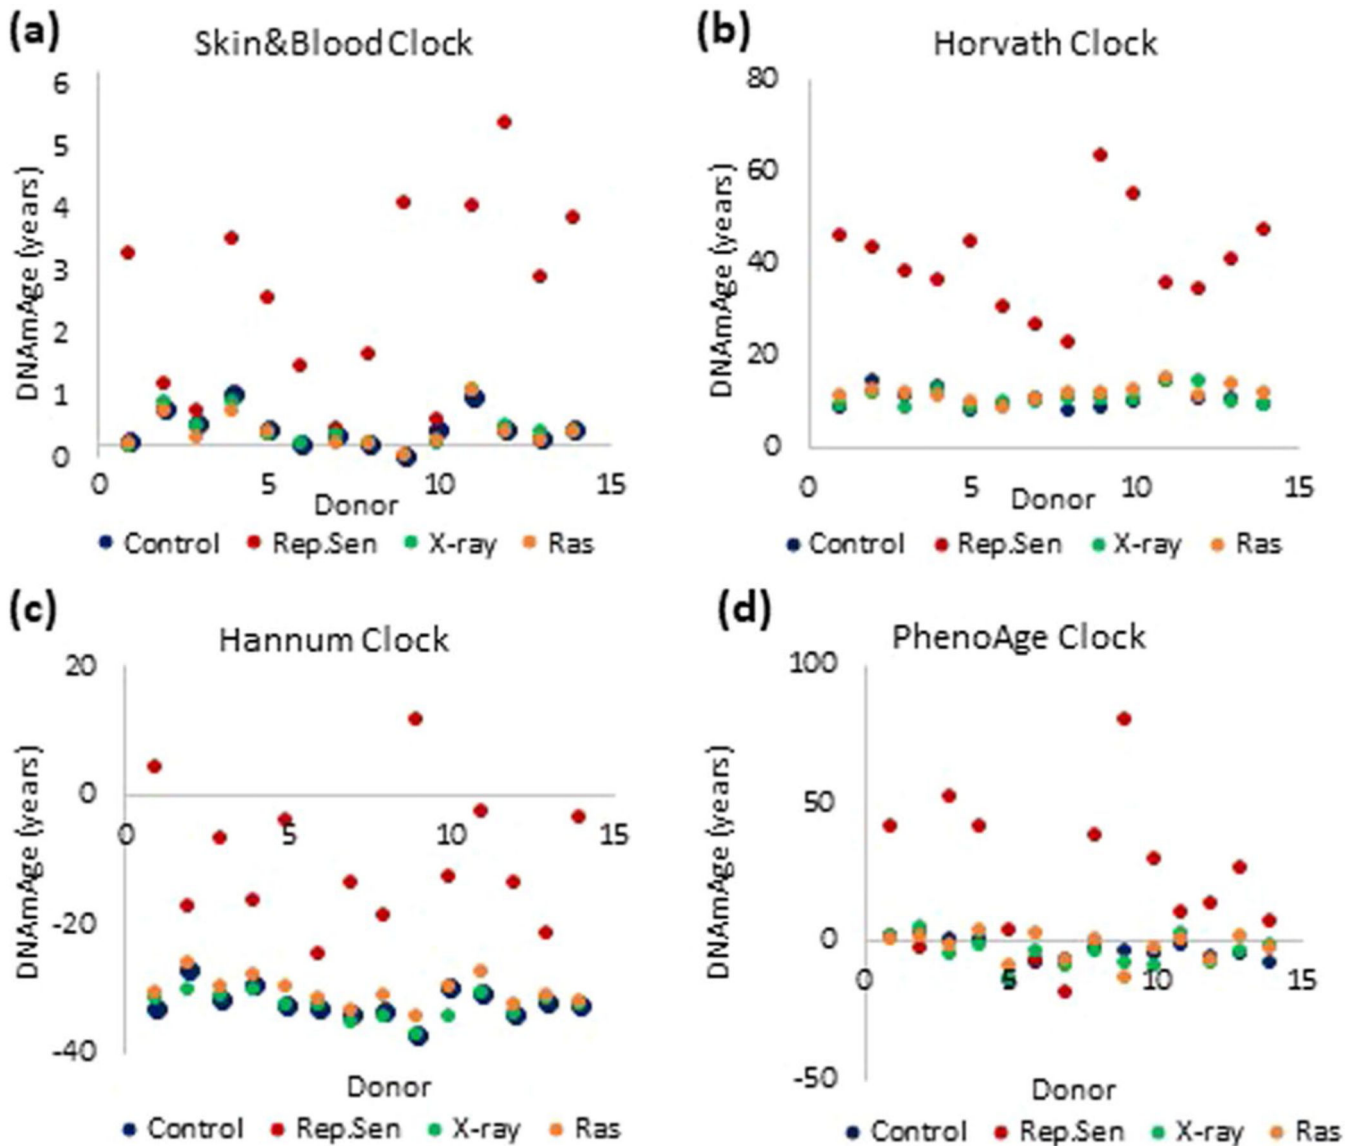 (a)
Skin&Blood Clock
6
5
4
3
2
1
0
DNAmAge (years)
0 5 10 15
Donor
Control Rep.Sen X-ray Ras
(b)
Horvath Clock
80
60
40
20
0
DNAmAge (years)
0 5 10 15
Donor
Control Rep.Sen X-ray Ras
(c)
Hannum Clock
20
0
-20
-40
DNAmAge (years)
0 5 10 15
Donor
Control Rep.Sen X-ray Ras
(d)
PhenoAge Clock
100
50
0
-50
DNAmAge (years)
0 5 10 15
Donor
Control Rep.Sen X-ray Ras